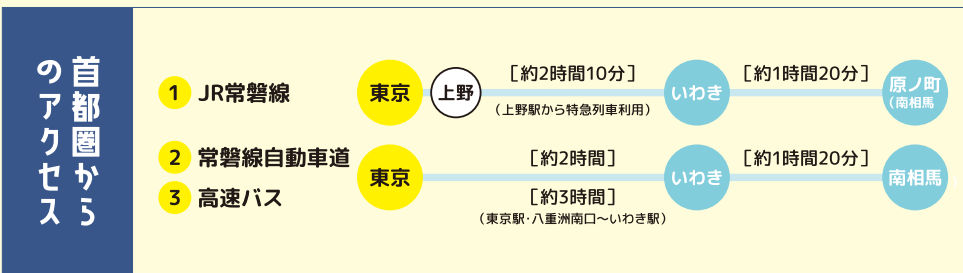 首都圏から
のアクセス
1 JR常磐線
東京
上野
[約2時間10分]
(上野駅から特急列車利用)
いわき
[約1時間20分]
原ノ町
(南相馬
2 常磐線自動車道
3 高速バス
東京
[約2時間]
[約3時間]
(東京駅・八重洲南口〜いわき駅)
いわき
[約1時間20分]
南相馬